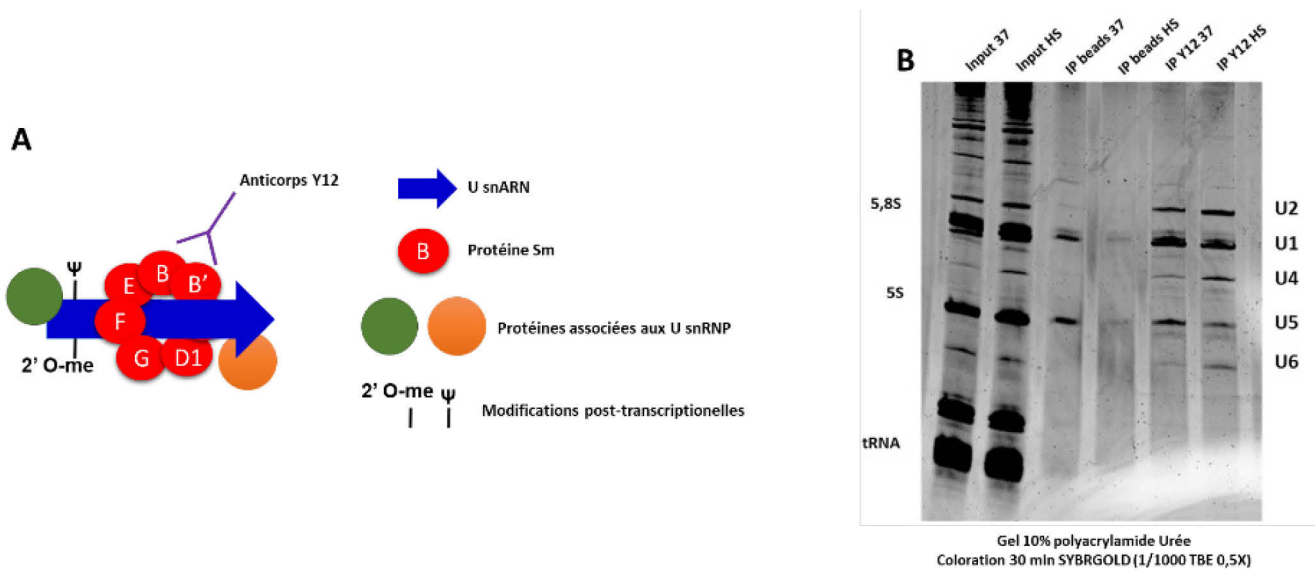 A
Anticorps Y12
Ψ
E
B
B'
F
G
D1
2' O-me
U snARN
B
Protéine Sm
Protéines associées aux U snRNP
2' O-me Ψ
Modifications post-transcriptionelles
B
Input 37
Input HS
IP beads 37
IP beads HS
IP Y12 37
IP Y12 HS
5,8S
5S
tRNA
U2
U1
U4
U5
U6
Gel 10% polyacrylamide Urée
Coloration 30 min SYBRGOLD (1/1000 TBE 0,5X)